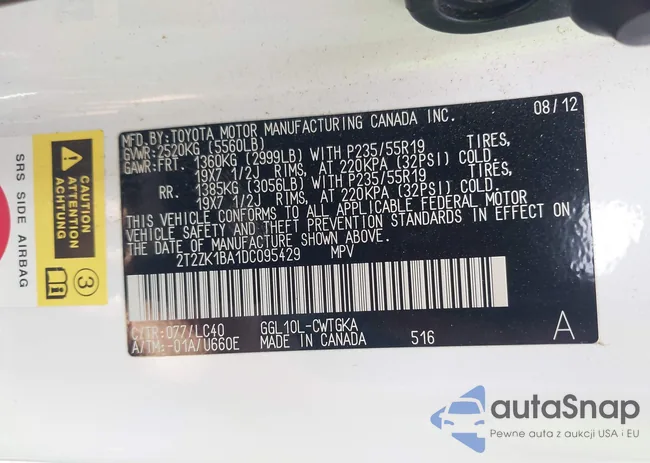 MFD.BY:TOYOTA MOTOR MANUFACTURING CANADA INC. 08/12
GVWR:2520KG (5560LB)
GAWR:FRT. 1360KG (2999LB) WITH P235/55R19 TIRES,
19X7 1/2J RIMS, AT 220KPA (32PSI) COLD.
RR. 1385KG (3056LB) WITH P235/55R19 TIRES,
19X7 1/2J RIMS, AT 220KPA (32PSI) COLD.
THIS VEHICLE CONFORMS TO ALL APPLICABLE FEDERAL MOTOR
VEHICLE SAFETY AND THEFT PREVENTION STANDARDS IN EFFECT ON
THE DATE OF MANUFACTURE SHOWN ABOVE.
2T2ZK1BA1DC095429 MPV
C/TR:077/LC40 GGL10L-CWTGKA
A/TM:-01A/U660E MADE IN CANADA 516 A
SRS SIDE AIRBAG
CAUTION
ATTENTION
ACHTUNG
3
autaSnap
Pewne auta z aukcji USA i EU